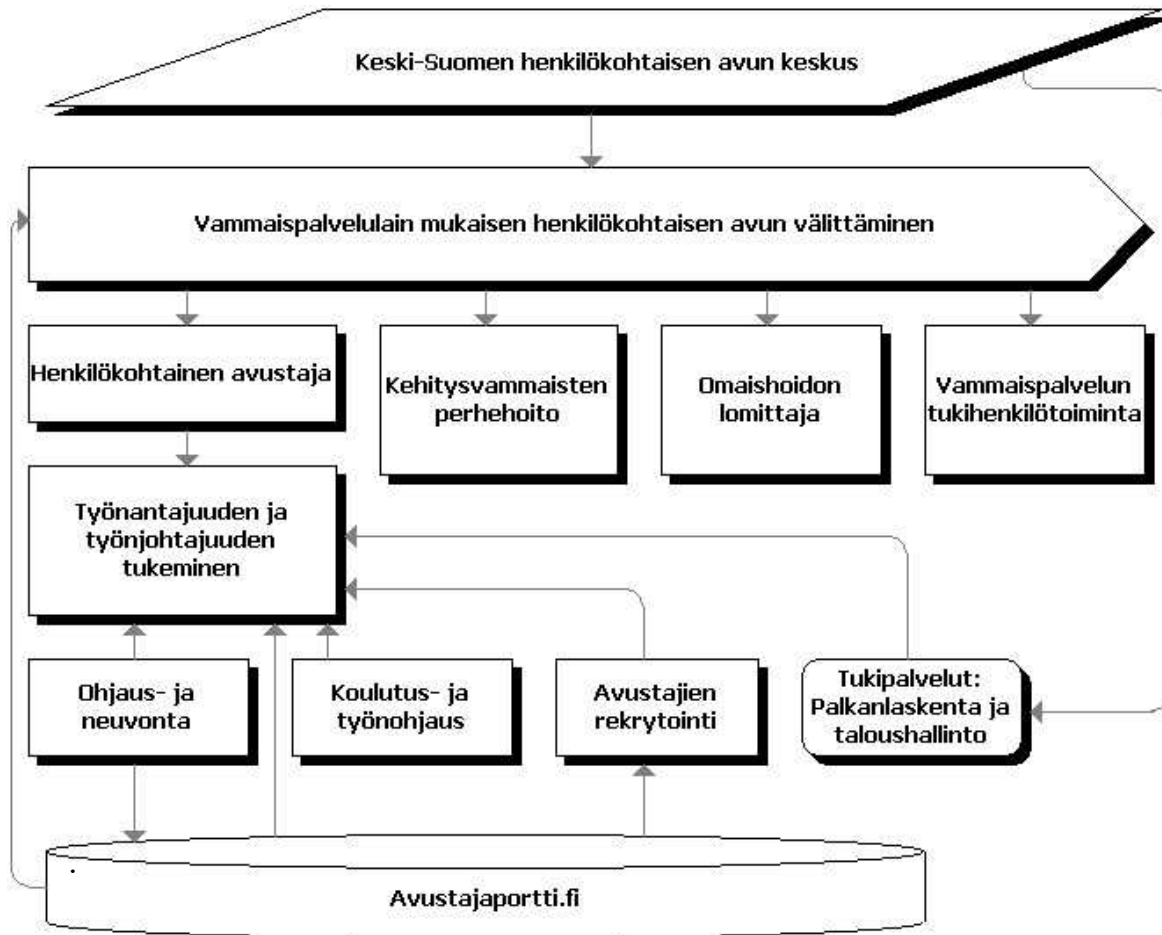 Keski-Suomen henkilökohtaisen avun keskus
Vammaispalvelulain mukaisen henkilökohtaisen avun välittäminen
Henkilökohtainen avustaja
Kehitysvammaisten
perhehoito
Omaishoidon
lomittaja
Vammaispalvelun
tukihenkilötoiminta
Työnantajuuden ja
työnjohtajuuden
tukeminen
Ohjaus- ja
neuvonta
Koulutus- ja
työnohjaus
Avustajien
rekrytointi
Tukipalvelut:
Palkanlaskenta ja
taloushallinto
Avustajaportti.fi